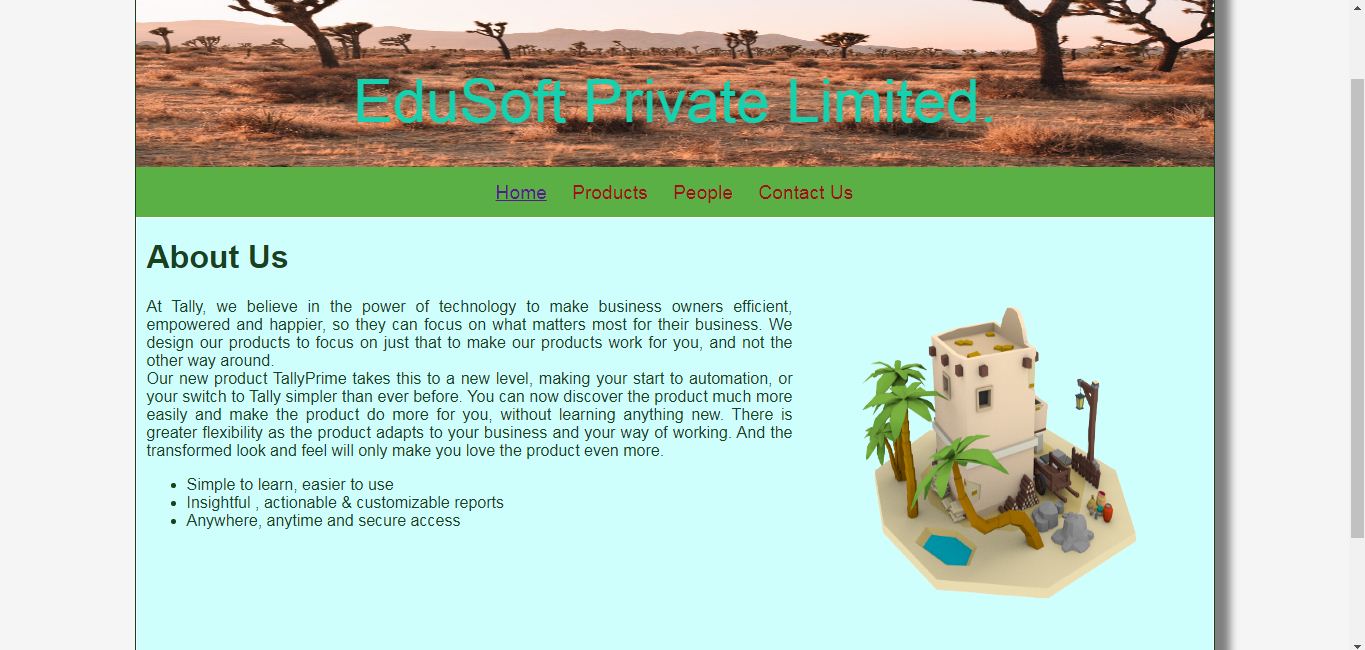 EduSoft Private Limited.
Home Products People Contact Us
About Us
At Tally, we believe in the power of technology to make business owners efficient,
empowered and happier, so they can focus on what matters most for their business. We
design our products to focus on just that to make our products work for you, and not the
other way around.
Our new product TallyPrime takes this to a new level, making your start to automation, or
your switch to Tally simpler than ever before. You can now discover the product much more
easily and make the product do more for you, without learning anything new. There is
greater flexibility as the product adapts to your business and your way of working. And the
transformed look and feel will only make you love the product even more.
• Simple to learn, easier to use
• Insightful , actionable & customizable reports
• Anywhere, anytime and secure access